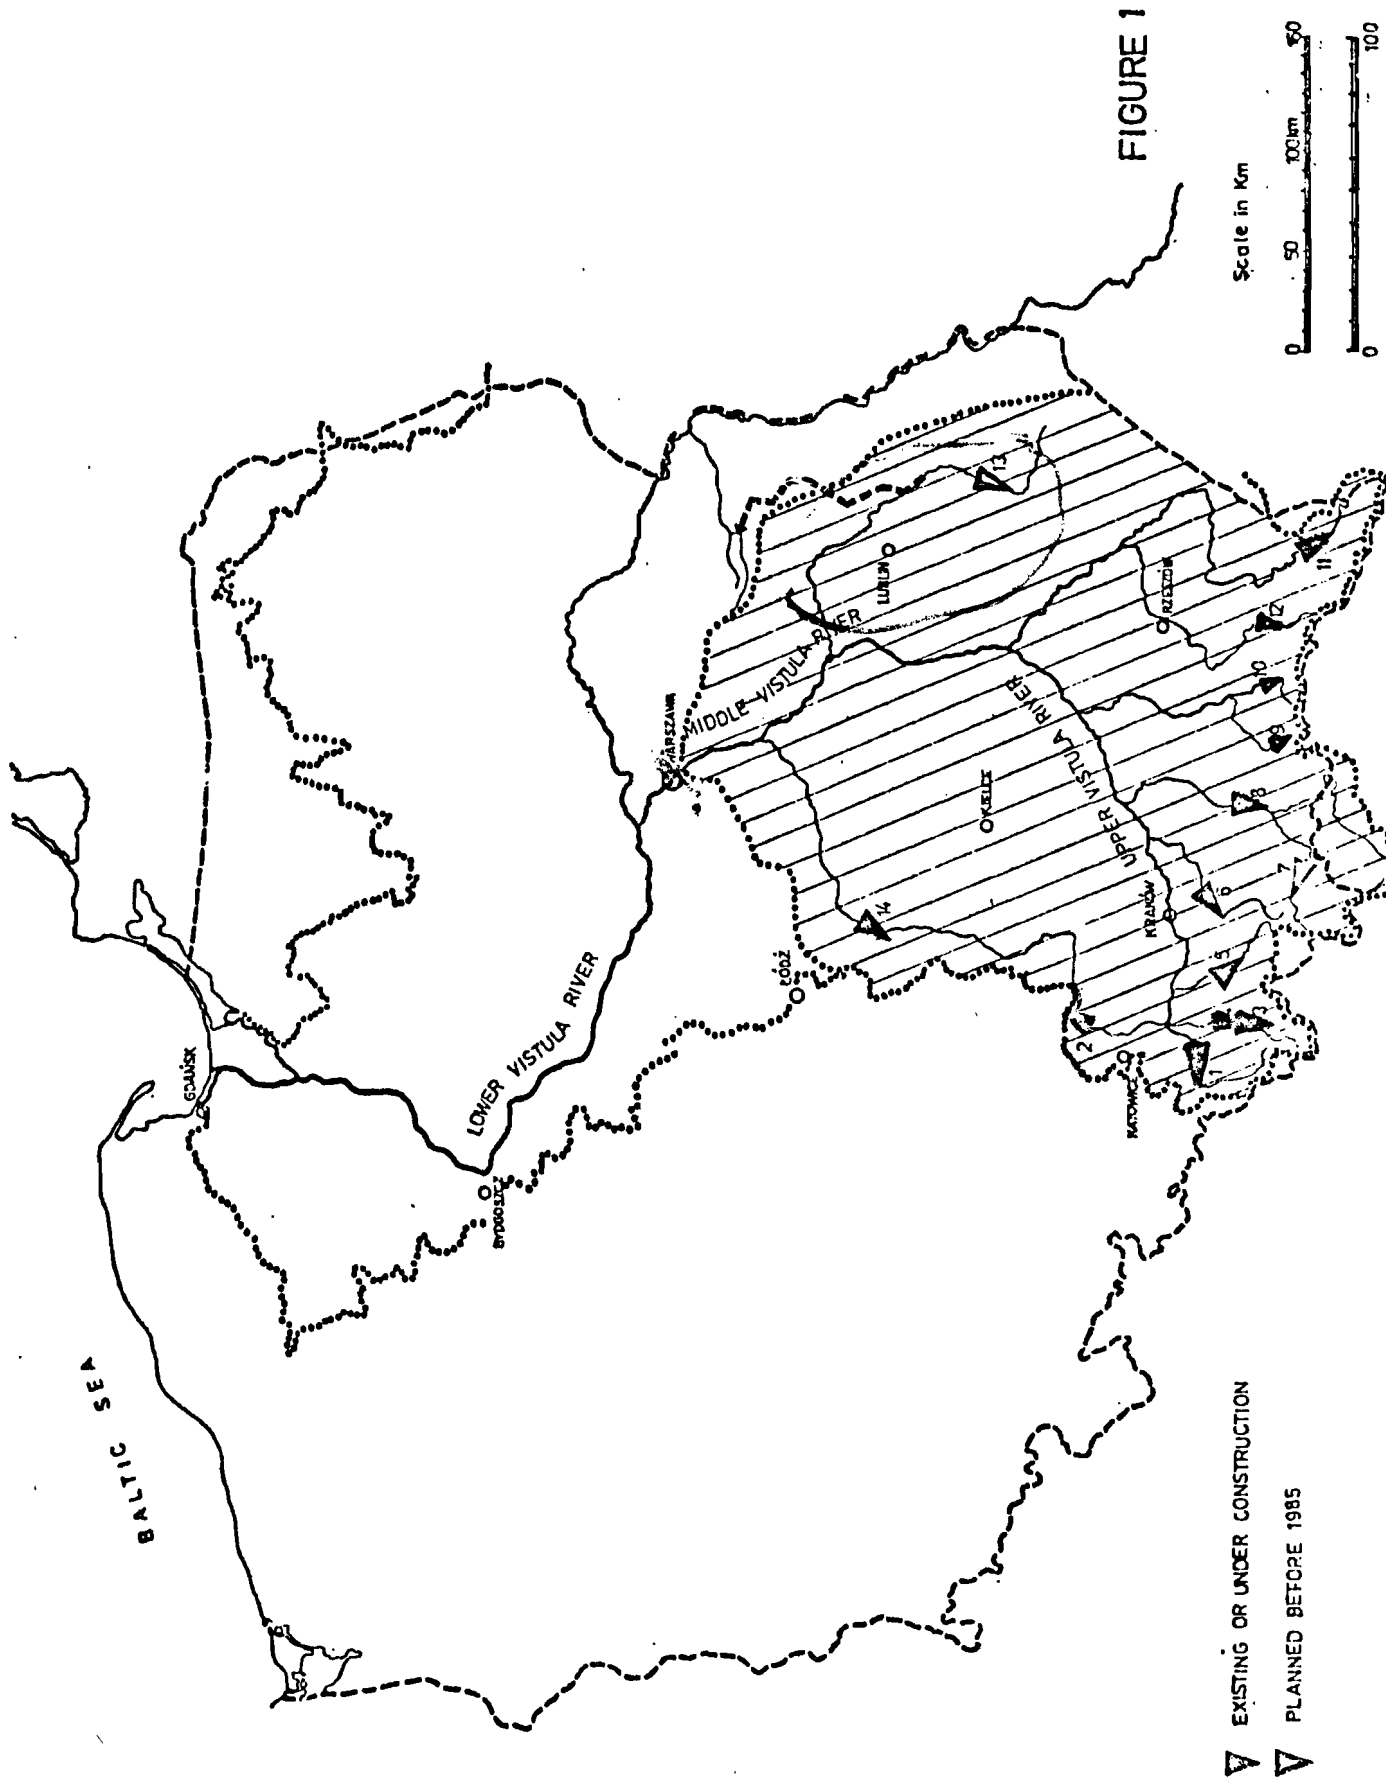 BALTIC SEA
GDAŃSK
BYDGOSZCZ
LOWER VISTULA RIVER
WARSZAWA
ŁÓDŹ
MIDDLE VISTULA RIVER
LUBLIN
KIELCE
UPPER VISTULA RIVER
KATOWICE
KRAKÓW
RZESZÓW
1
2
3
5
6
7
8
9
10
11
12
13
14
EXISTING OR UNDER CONSTRUCTION
PLANNED BEFORE 1985
FIGURE 1
Scale in Km
0 50 100km 150
0 100